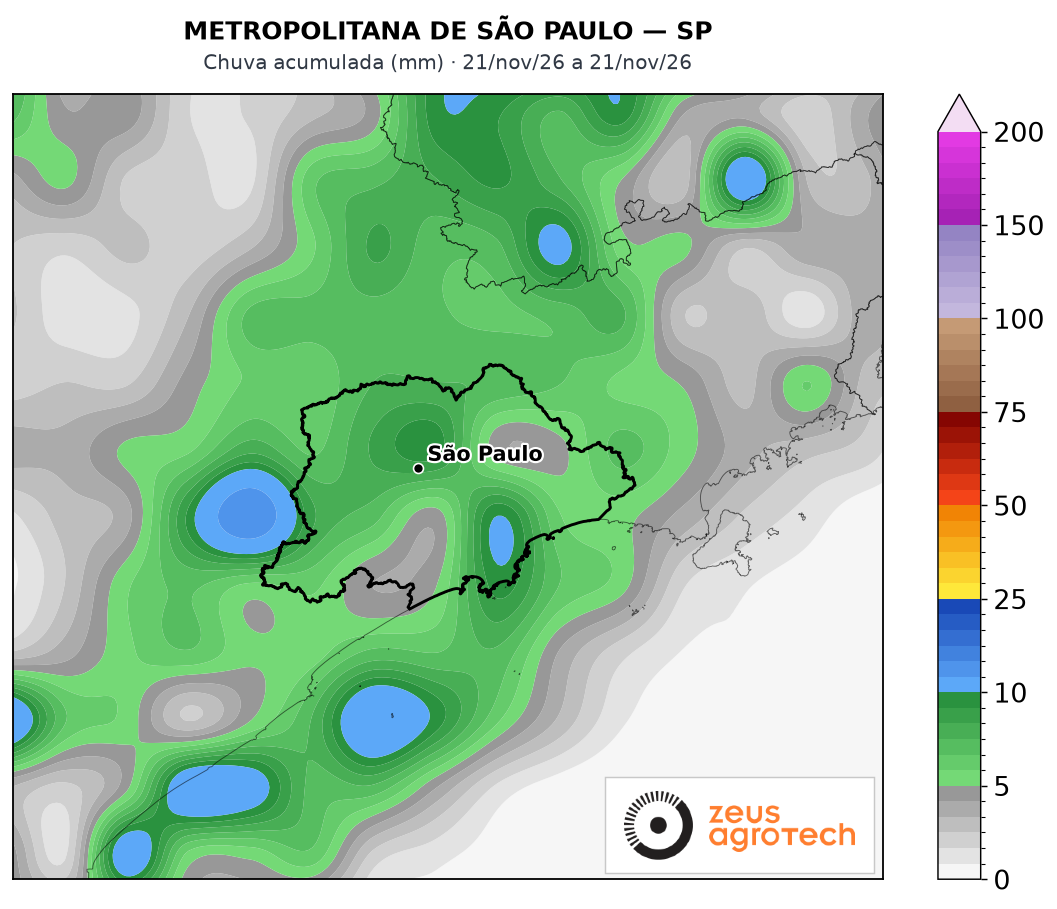 METROPOLITANA DE SÃO PAULO — SP
Chuva acumulada (mm) · 21/nov/26 a 21/nov/26
200
150
100
75
50
25
10
5
0
São Paulo
zeus
agrotech